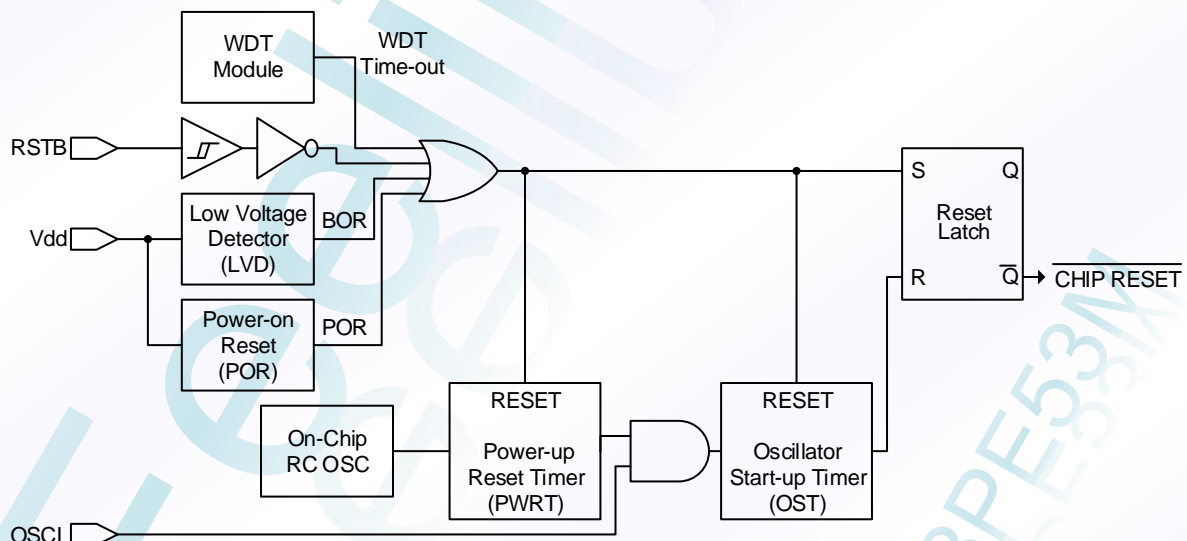 WDT
Module
WDT
Time-out
RSTB
Low Voltage
Detector
(LVD)
BOR
Vdd
Power-on
Reset
(POR)
POR
S
Q
Reset
Latch
R
Q
CHIP RESET
On-Chip
RC OSC
RESET
Power-up
Reset Timer
(PWRT)
RESET
Oscillator
Start-up Timer
(OST)
OSCI